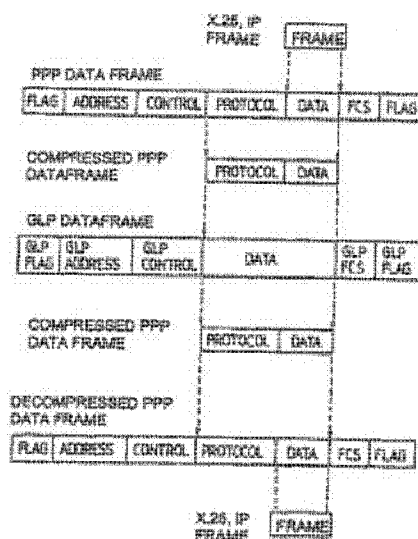 X.25, IP
FRAME FRAME
PPP DATA FRAME
FLAG ADDRESS CONTROL PROTOCOL DATA FCS FLAG
COMPRESSED PPP
DATAFRAME PROTOCOL DATA
GLP DATAFRAME
GLP FLAG GLP ADDRESS GLP CONTROL DATA GLP FCS GLP FLAG
COMPRESSED PPP
DATA FRAME PROTOCOL DATA
DECOMPRESSED PPP
DATA FRAME
FLAG ADDRESS CONTROL PROTOCOL DATA FCS FLAG
X.25, IP
FRAME FRAME